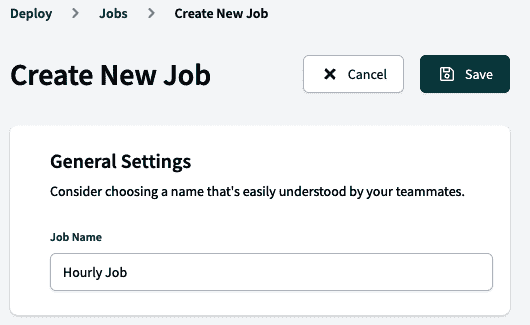 Deploy > Jobs > Create New Job
Create New Job
Cancel
Save
General Settings
Consider choosing a name that's easily understood by your teammates.
Job Name
Hourly Job